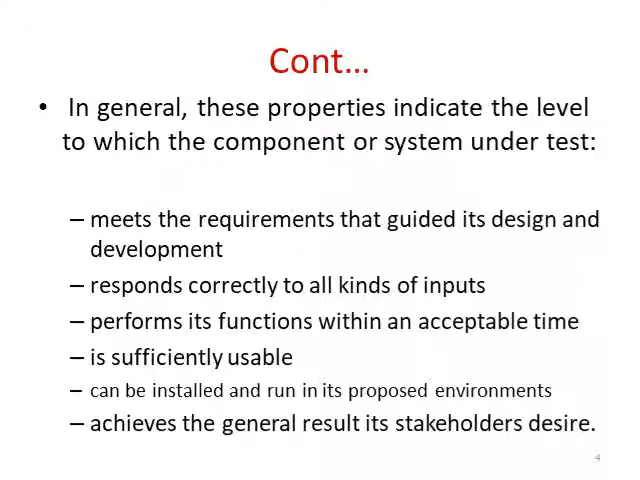 Cont…
• In general, these properties indicate the level
to which the component or system under test:
– meets the requirements that guided its design and
development
– responds correctly to all kinds of inputs
– performs its functions within an acceptable time
– is sufficiently usable
– can be installed and run in its proposed environments
– achieves the general result its stakeholders desire.
4